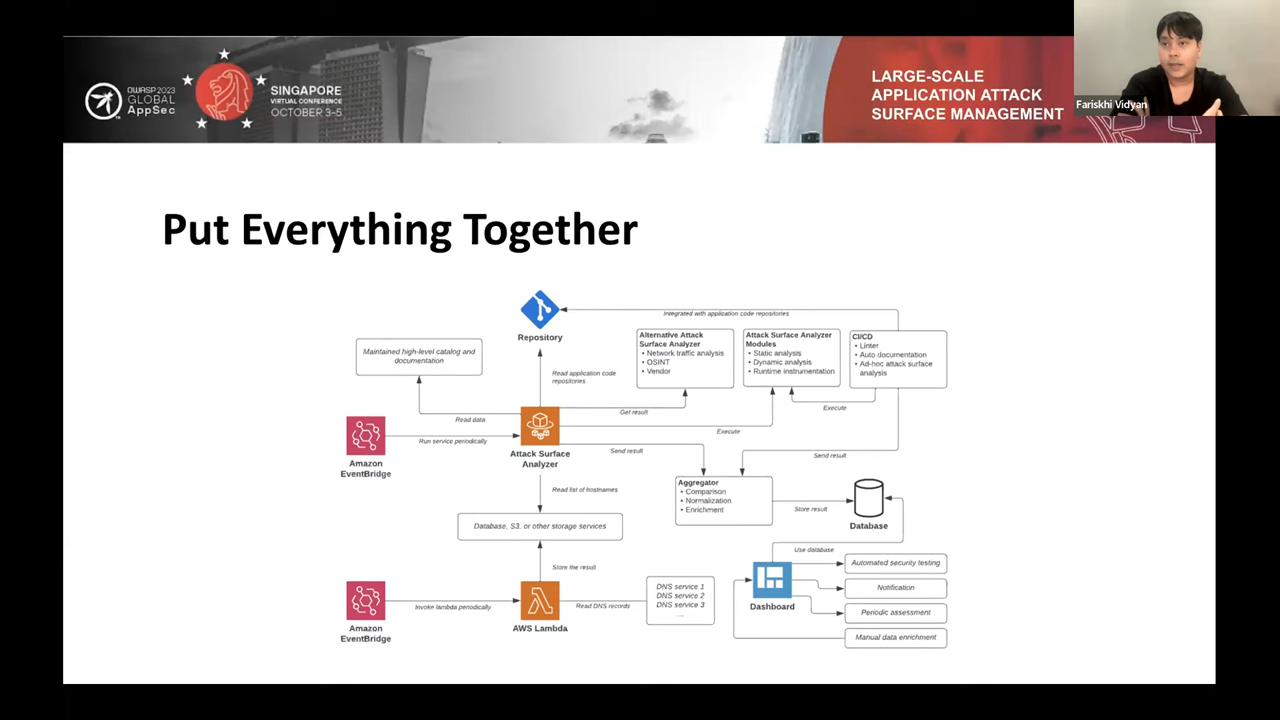 OWASP 2023
GLOBAL
AppSec
SINGAPORE
VIRTUAL CONFERENCE
OCTOBER 3-5
LARGE-SCALE
APPLICATION ATTACK
SURFACE MANAGEMENT
Fariskhi Vidyan
Put Everything Together
Repository
Integrated with application code repositories
Maintained high-level catalog and
documentation
Read application code
repositories
Alternative Attack
Surface Analyzer
• Network traffic analysis
• OSINT
• Vendor
Attack Surface Analyzer
Modules
• Static analysis
• Dynamic analysis
• Runtime instrumentation
CI/CD
• Linter
• Auto documentation
• Ad-hoc attack surface
analysis
Read data
Get result
Execute
Execute
Run service periodically
Amazon
EventBridge
Attack Surface
Analyzer
Send result
Send result
Read list of hostnames
Aggregator
• Comparison
• Normalization
• Enrichment
Store result
Database
Database, S3. or other storage services
Use database
Store the result
Amazon
EventBridge
Invoke lambda periodically
AWS Lambda
Read DNS records
DNS service 1
DNS service 2
DNS service 3
...
Dashboard
Automated security testing
Notification
Periodic assessment
Manual data enrichment